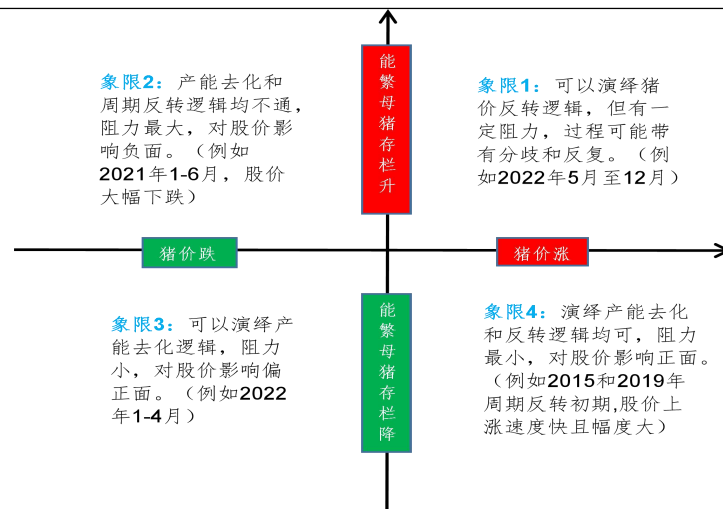 象限2：产能去化和
周期反转逻辑均不通，
阻力最大，对股价影
响负面。（例如
2021年1-6月，股价
大幅下跌）
能繁母猪存栏升
象限1：可以演绎猪
价反转逻辑，但有一
定阻力，过程可能带
有分歧和反复。（例
如2022年5月至12月）
猪价跌
猪价涨
象限3：可以演绎产
能去化逻辑，阻力
小，对股价影响偏
正面。（例如2022
年1-4月）
能繁母猪存栏降
象限4：演绎产能去化
和反转逻辑均可，阻力
最小，对股价影响正面。
（例如2015和2019年
周期反转初期,股价上
涨速度快且幅度大）